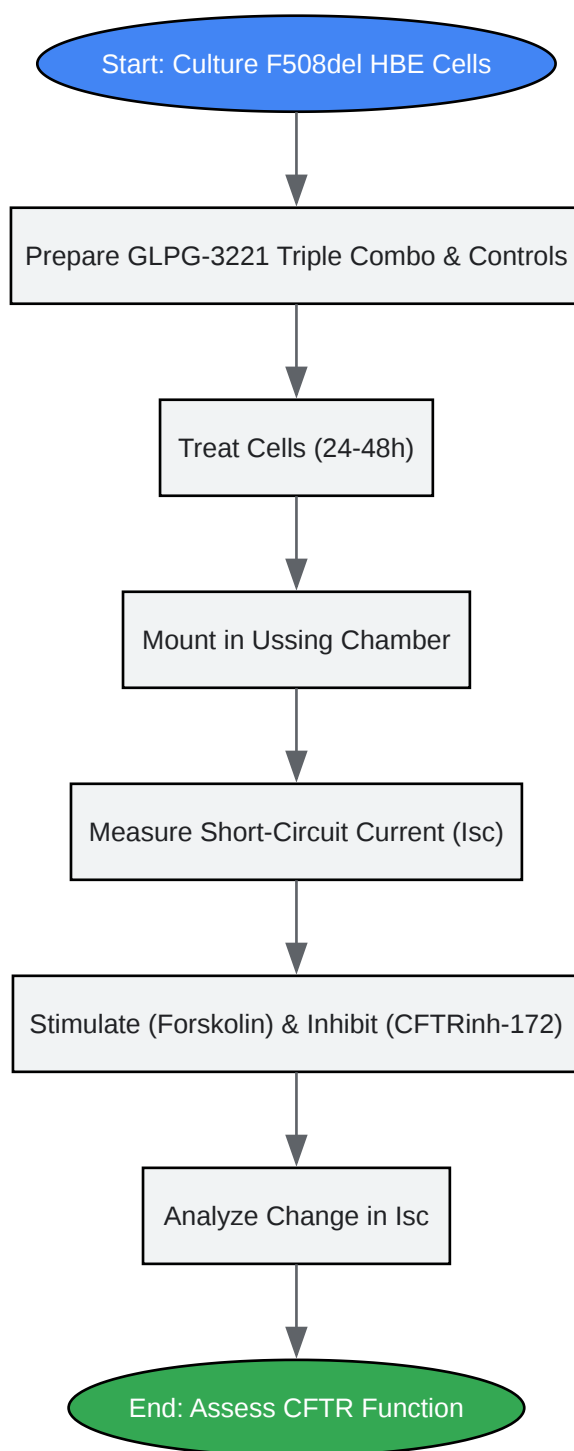 Start: Culture F508del HBE Cells
Prepare GLPG-3221 Triple Combo & Controls
Treat Cells (24-48h)
Mount in Ussing Chamber
Measure Short-Circuit Current (Isc)
Stimulate (Forskolin) & Inhibit (CFTRinh-172)
Analyze Change in Isc
End: Assess CFTR Function